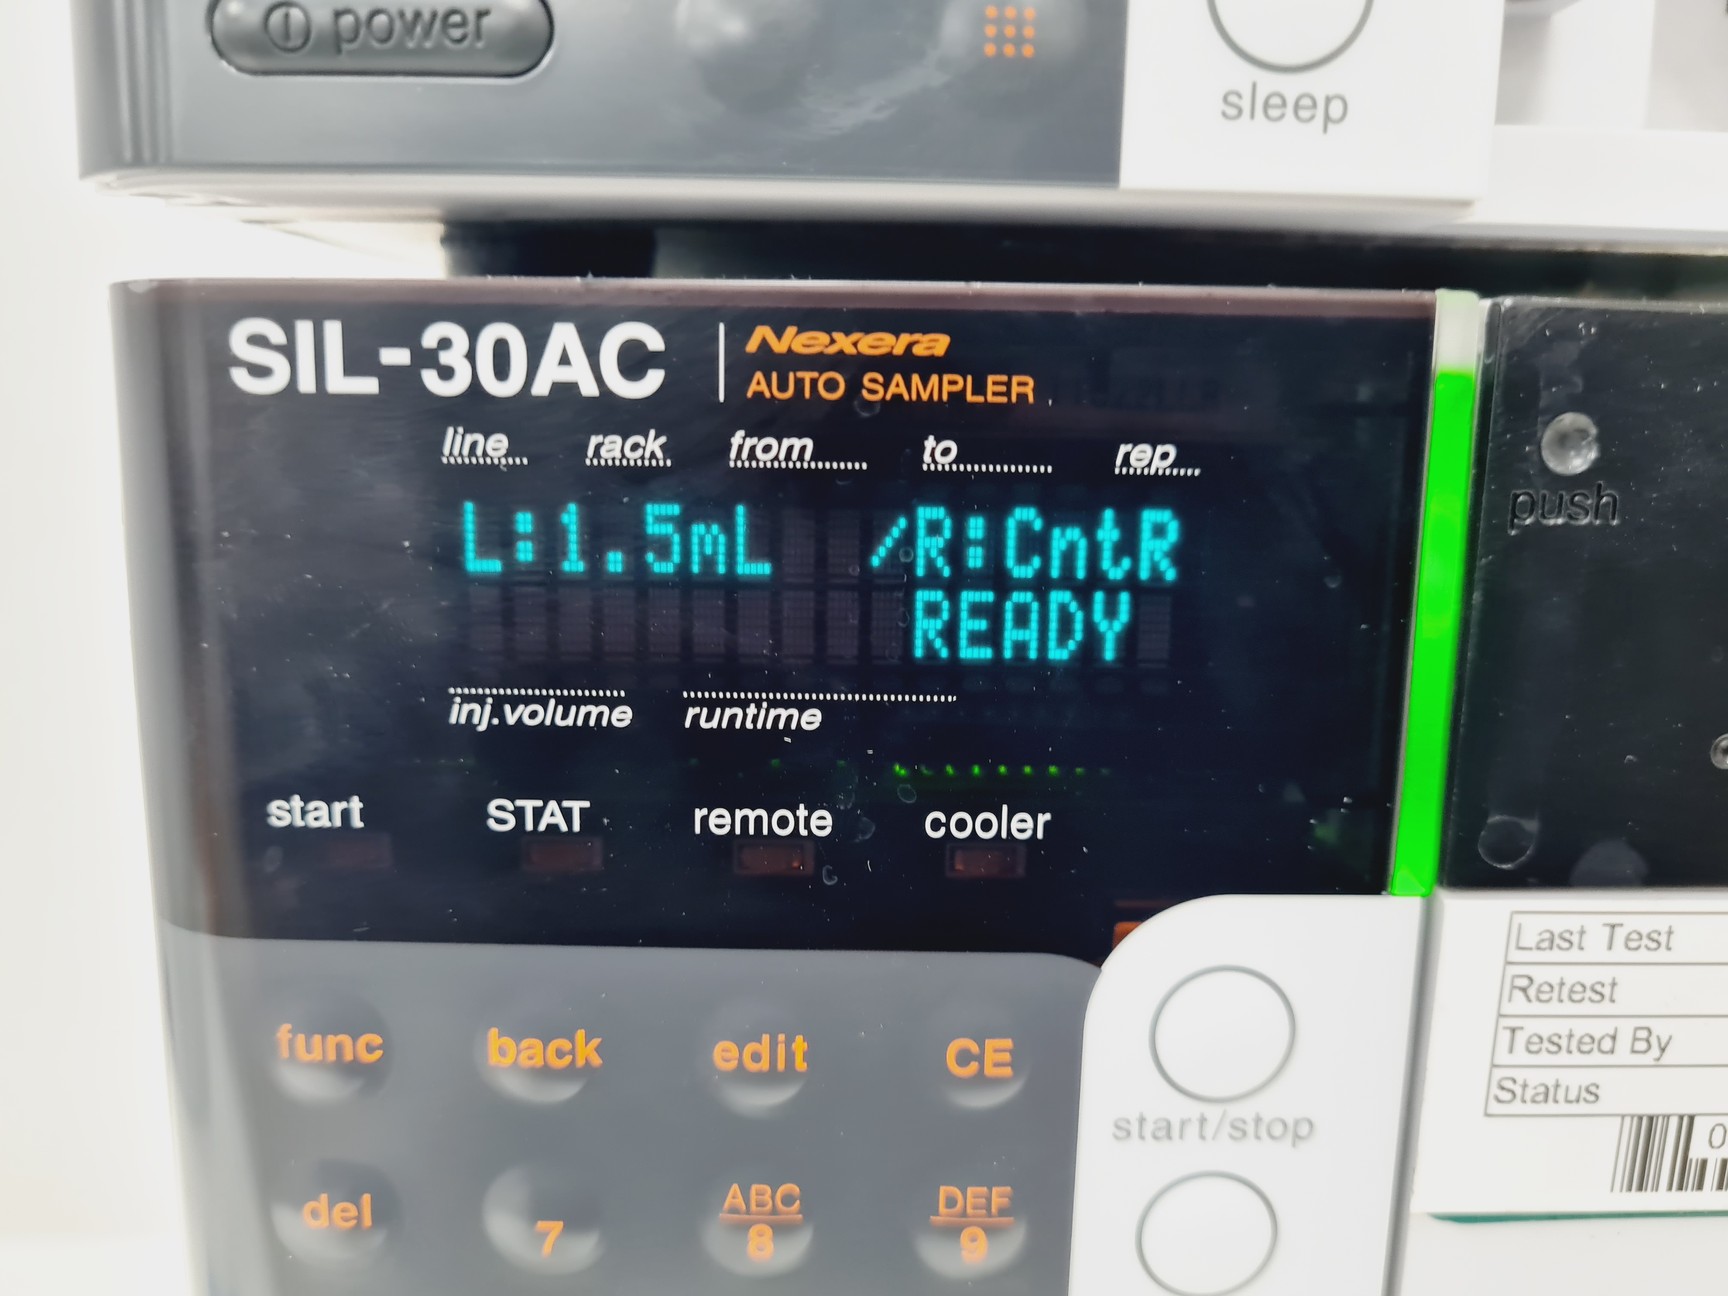 power
sleep
SIL-30AC
Nexera
AUTO SAMPLER
line rack from to rep
L:1.5mL /R:CntR
READY
inj.volume runtime
start STAT remote cooler
push
Last Test
Retest
Tested By
Status
0
func back edit CE
start/stop
del 7 ABC 8 DEF 9